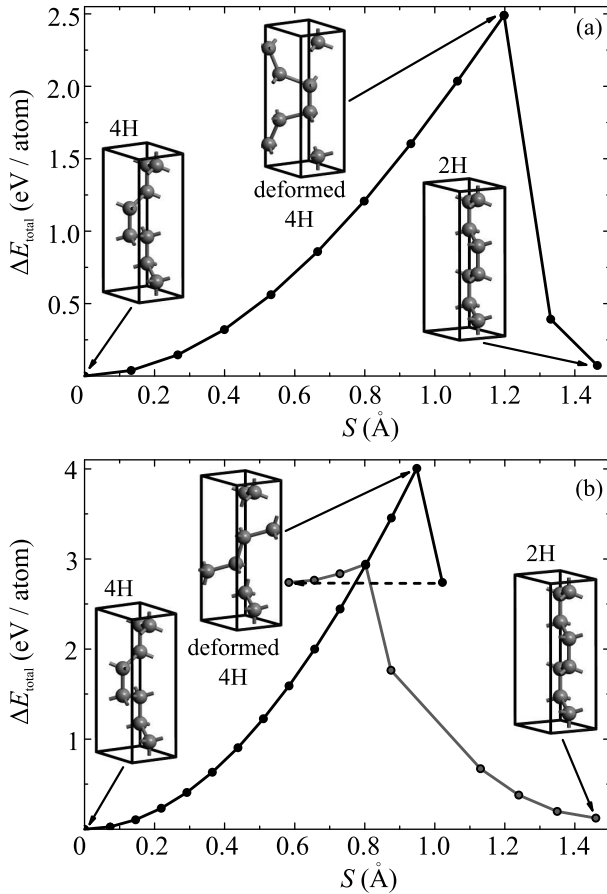 (a)
2.5
2.0
1.5
1.0
0.5
0
ΔE_total (eV / atom)
4H
deformed
4H
2H
0 0.2 0.4 0.6 0.8 1.0 1.2 1.4
S (Å)
(b)
4
3
2
1
0
ΔE_total (eV / atom)
4H
deformed
4H
2H
0 0.2 0.4 0.6 0.8 1.0 1.2 1.4
S (Å)